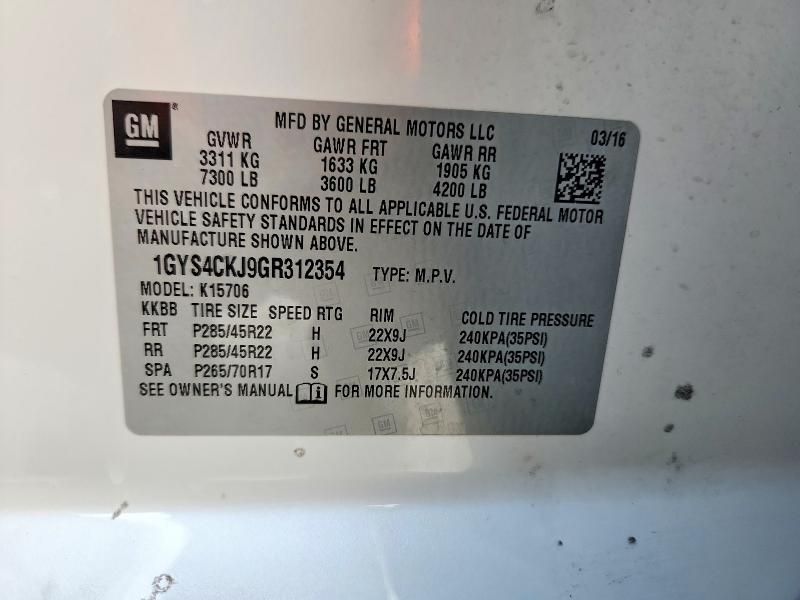 GM ® MFD BY GENERAL MOTORS LLC 03/16
GVWR GAWR FRT GAWR RR
3311 KG 1633 KG 1905 KG
7300 LB 3600 LB 4200 LB
THIS VEHICLE CONFORMS TO ALL APPLICABLE U.S. FEDERAL MOTOR
VEHICLE SAFETY STANDARDS IN EFFECT ON THE DATE OF
MANUFACTURE SHOWN ABOVE.
1GYS4CKJ9GR312354 TYPE: M.P.V.
MODEL: K15706
KKBB TIRE SIZE SPEED RTG RIM COLD TIRE PRESSURE
FRT P285/45R22 H 22X9J 240KPA(35PSI)
RR P285/45R22 H 22X9J 240KPA(35PSI)
SPA P265/70R17 S 17X7.5J 240KPA(35PSI)
SEE OWNER'S MANUAL i FOR MORE INFORMATION.